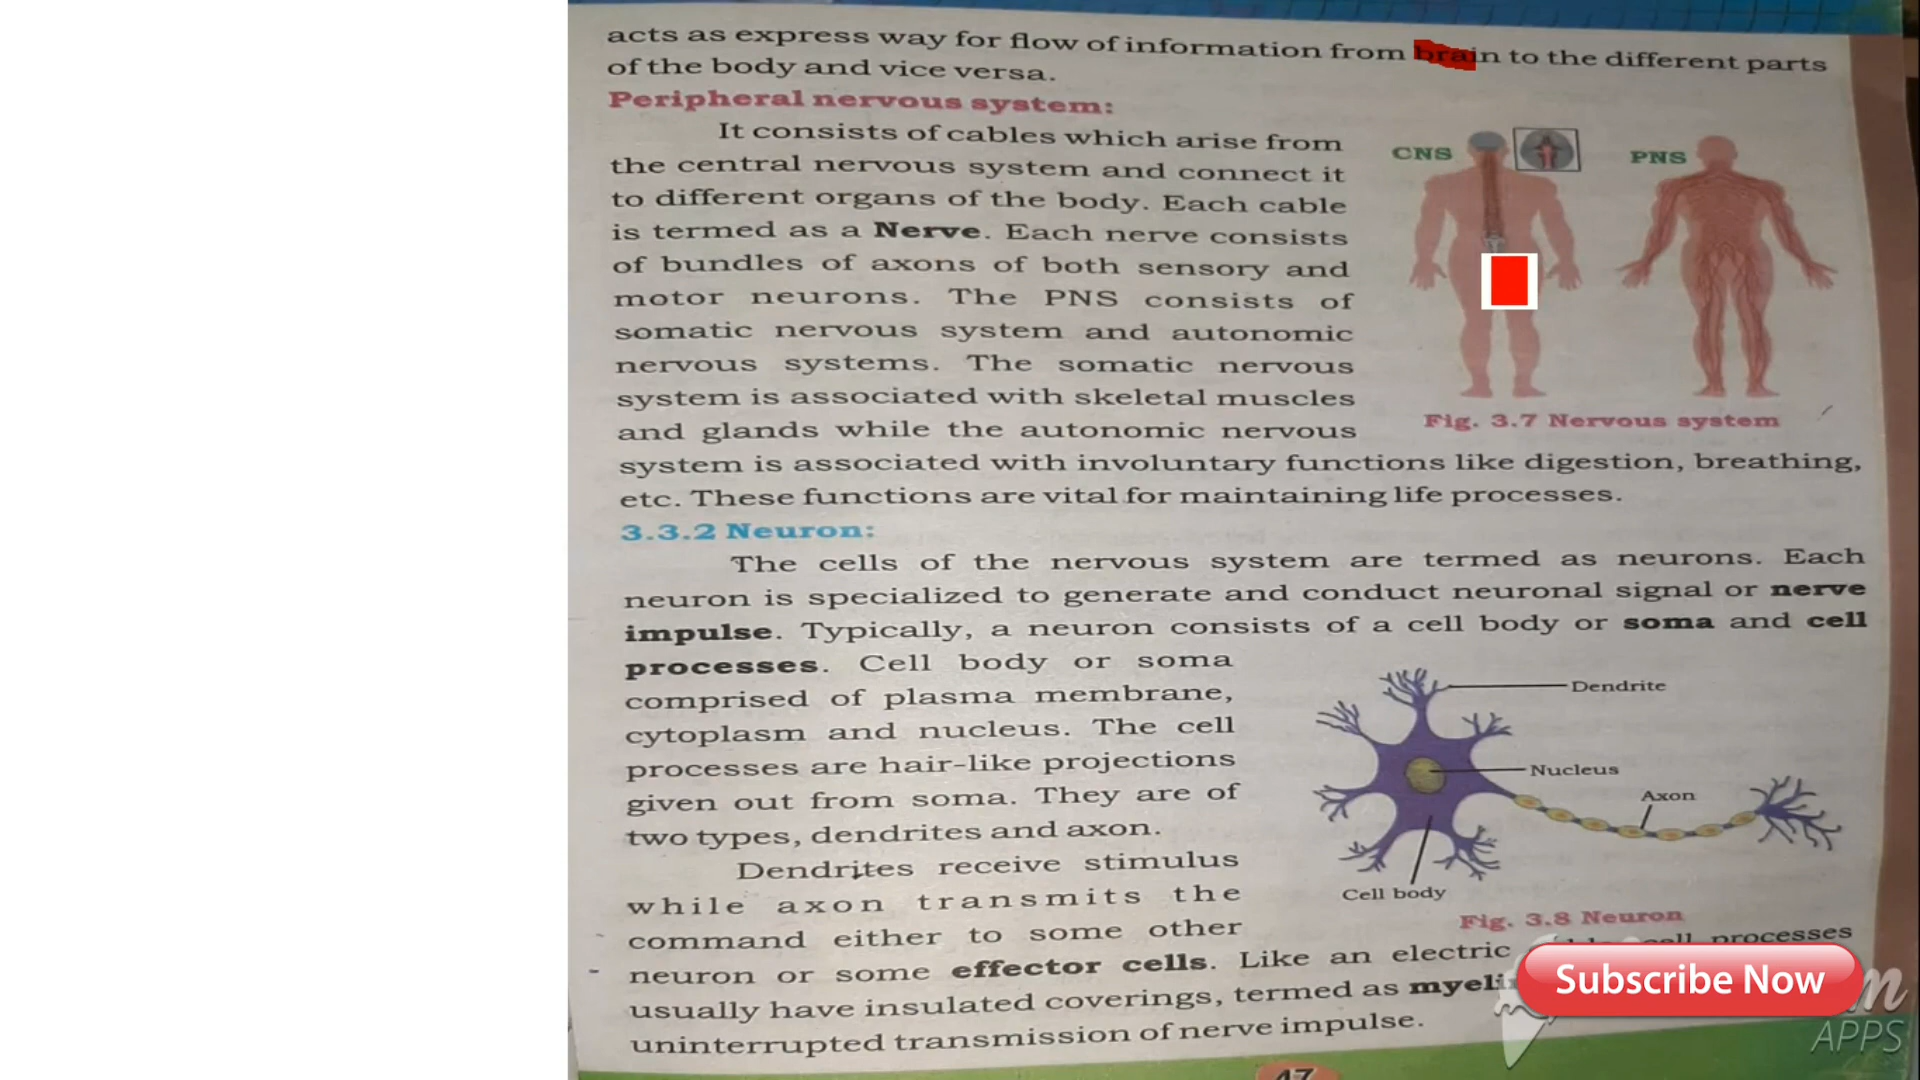 acts as express way for flow of information from brain to the different parts
of the body and vice versa.
Peripheral nervous system:
It consists of cables which arise from
the central nervous system and connect it
to different organs of the body. Each cable
is termed as a Nerve. Each nerve consists
of bundles of axons of both sensory and
motor neurons. The PNS consists of
somatic nervous system and autonomic
nervous systems. The somatic nervous
system is associated with skeletal muscles
and glands while the autonomic nervous
system is associated with involuntary functions like digestion, breathing,
etc. These functions are vital for maintaining life processes.
CNS
PNS
Fig. 3.7 Nervous system
3.3.2 Neuron:
The cells of the nervous system are termed as neurons. Each
neuron is specialized to generate and conduct neuronal signal or nerve
impulse. Typically, a neuron consists of a cell body or soma and cell
processes. Cell body or soma
comprised of plasma membrane,
cytoplasm and nucleus. The cell
processes are hair-like projections
given out from soma. They are of
two types, dendrites and axon.
Dendrites receive stimulus
while axon transmits the
command either to some other
neuron or some effector cells. Like an electric processes
usually have insulated coverings, termed as
uninterrupted transmission of nerve impulse.
Dendrite
Nucleus
Axon
Cell body
Fig. 3.8 Neuron
Subscribe Now
APPS
47